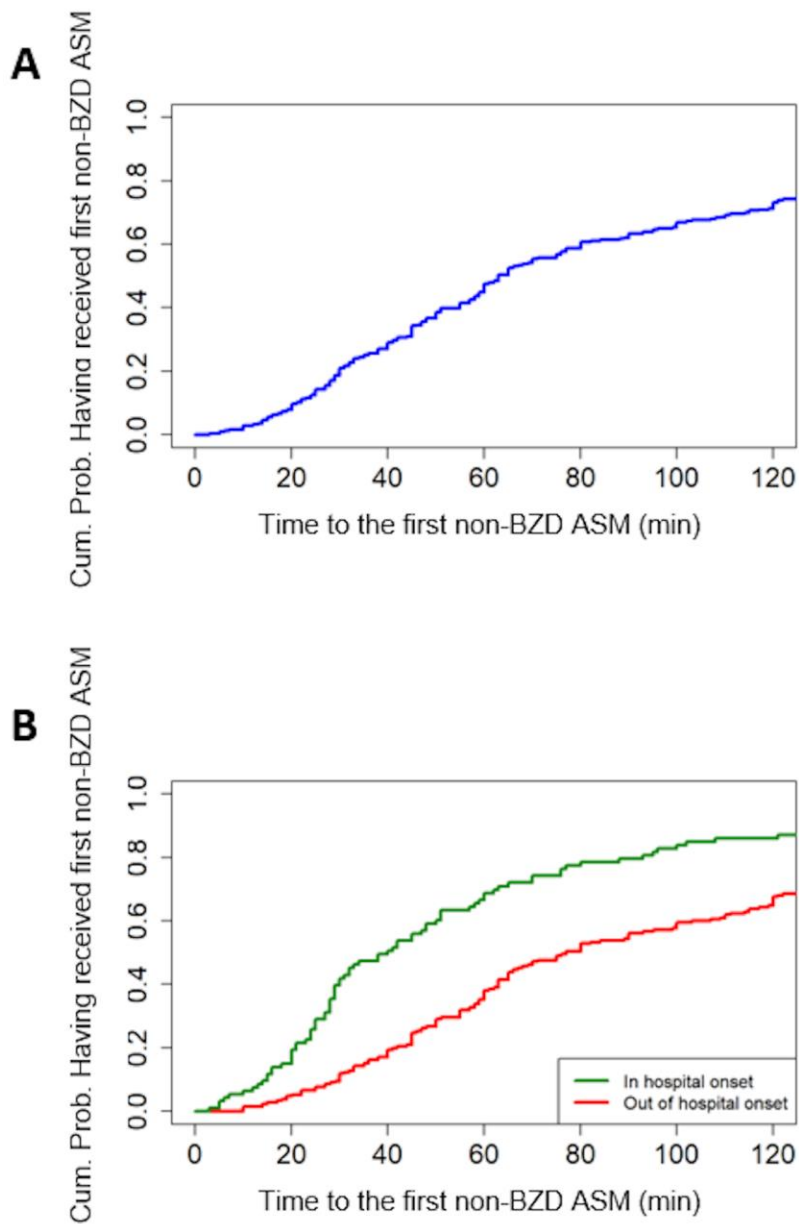 A
Cum. Prob. Having received first non-BZD ASM
1.0
0.8
0.6
0.4
0.2
0.0
0 20 40 60 80 100 120
Time to the first non-BZD ASM (min)
B
Cum. Prob. Having received first non-BZD ASM
1.0
0.8
0.6
0.4
0.2
0.0
In hospital onset
Out of hospital onset
0 20 40 60 80 100 120
Time to the first non-BZD ASM (min)